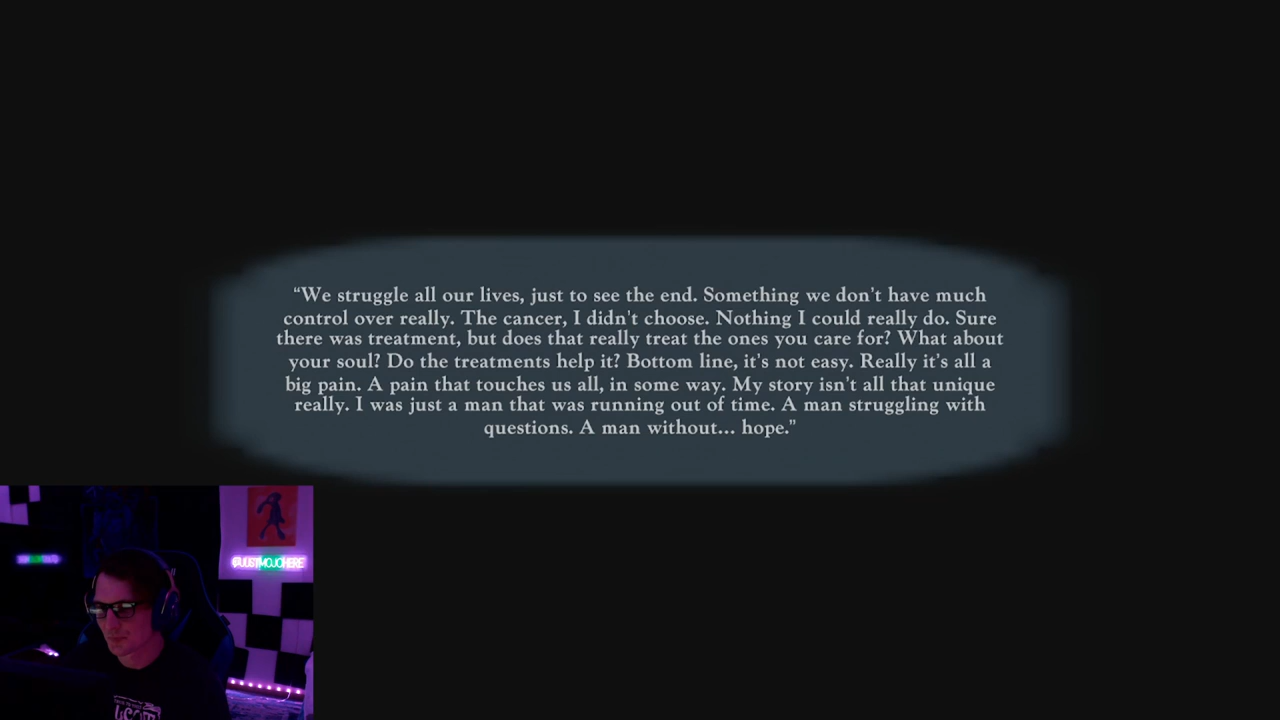 “We struggle all our lives, just to see the end. Something we don't have much
control over really. The cancer, I didn't choose. Nothing I could really do. Sure
there was treatment, but does that really treat the ones you care for? What about
your soul? Do the treatments help it? Bottom line, it's not easy. Really it's all a
big pain. A pain that touches us all, in some way. My story isn't all that unique
really. I was just a man that was running out of time. A man struggling with
questions. A man without... hope.”
@JUSTMOJOHERE